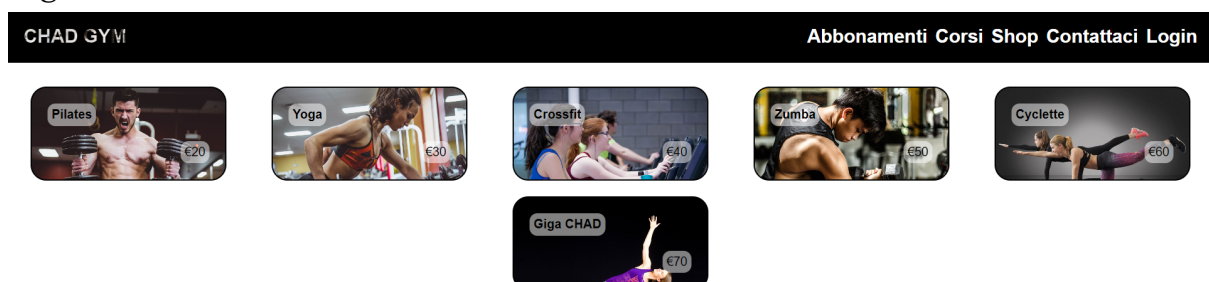 CHAD GYM
Abbonamenti Corsi Shop Contattaci Login
Pilates
€20
Yoga
€30
Crossfit
€40
Zumba
€50
Cyclette
€60
Giga CHAD
€70